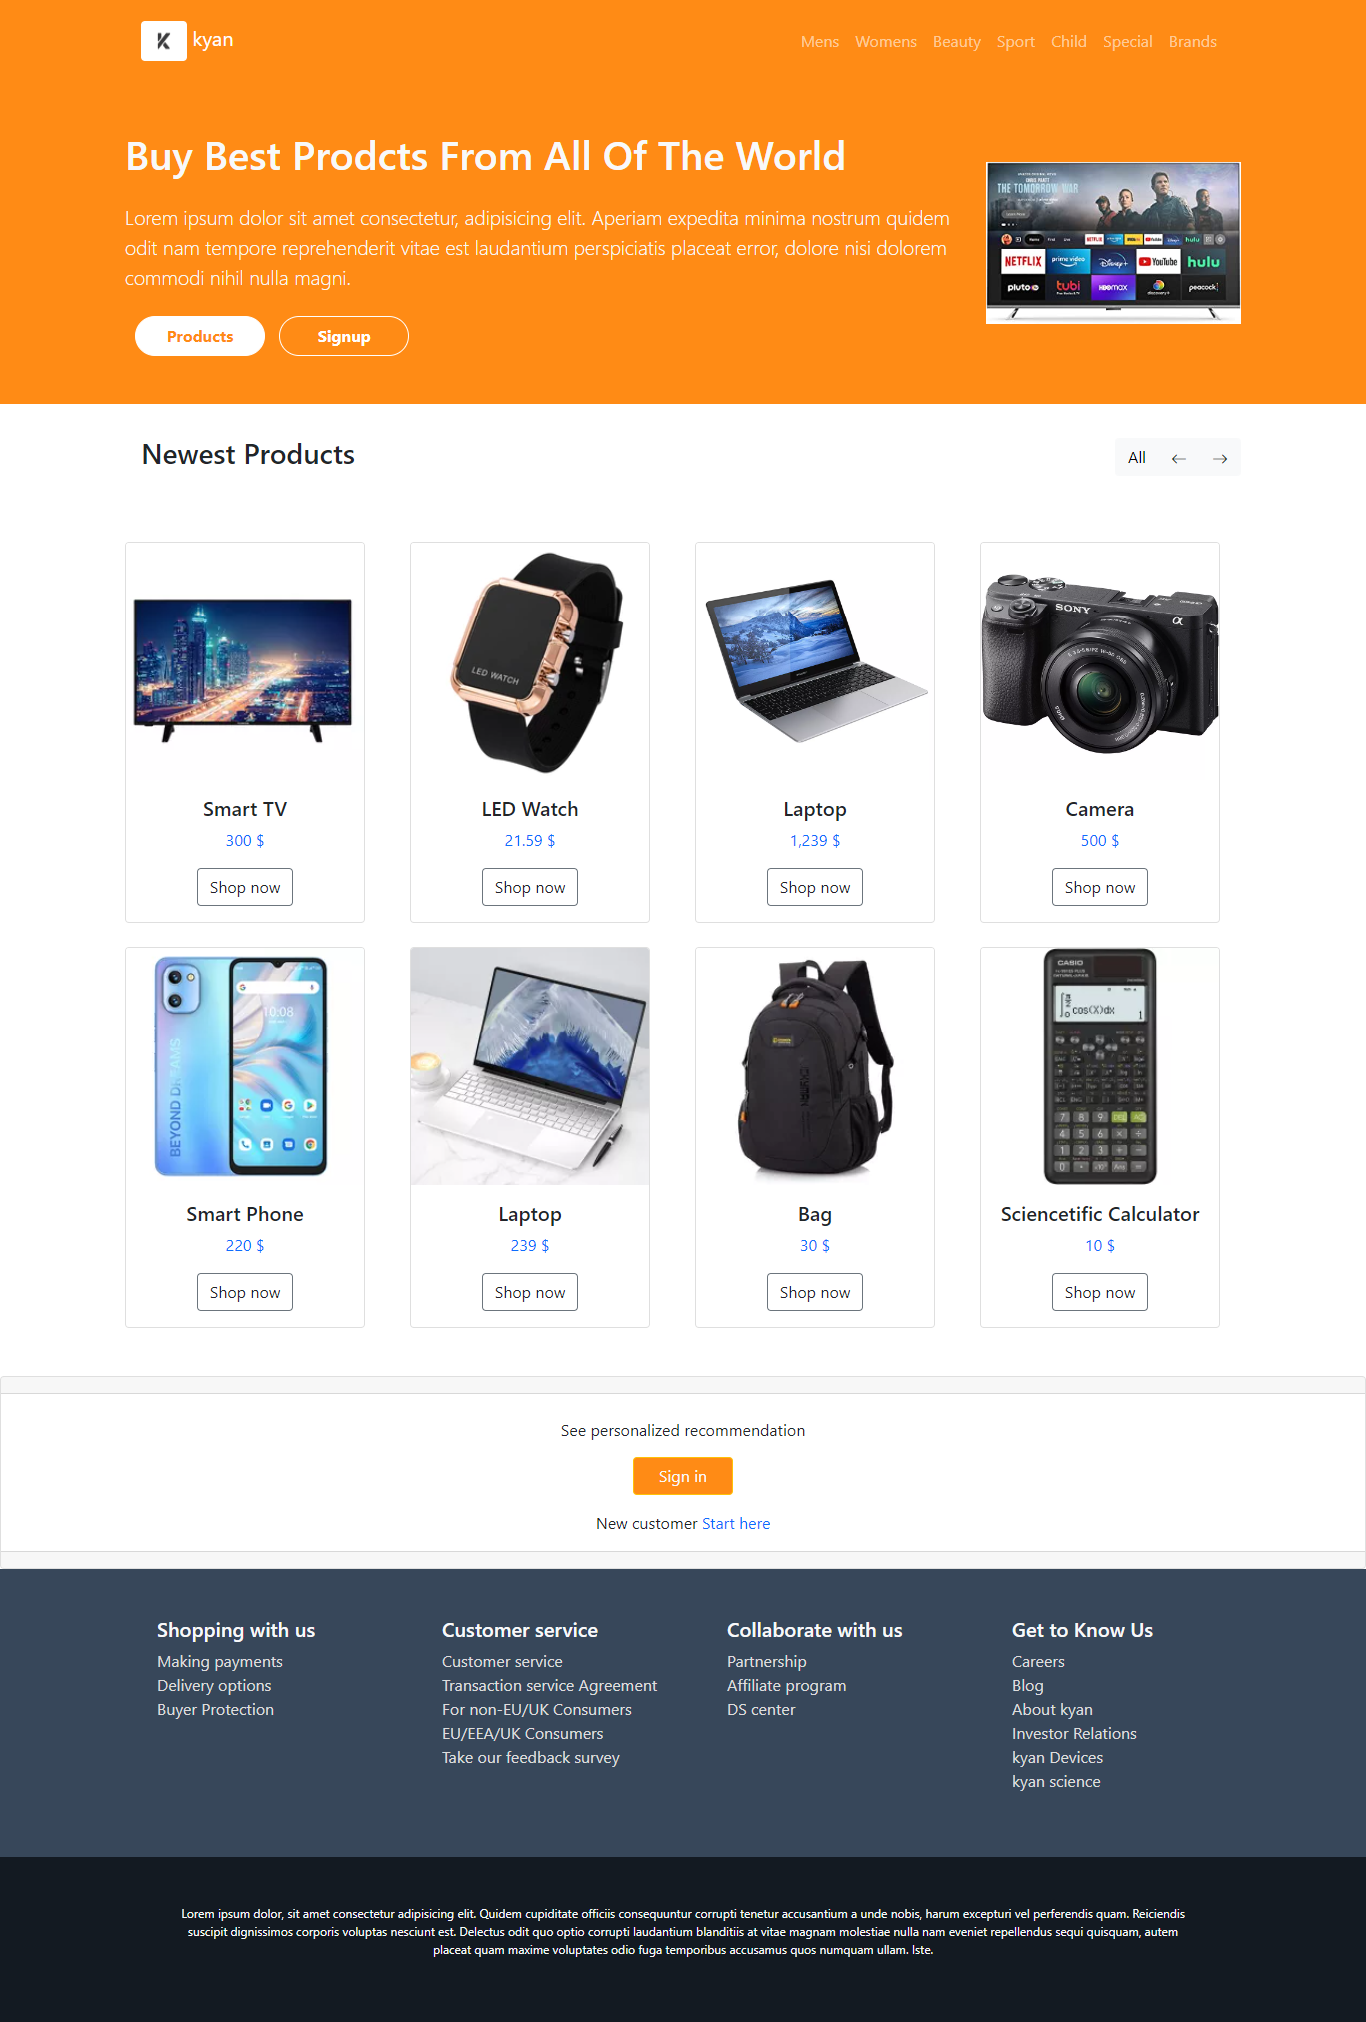 kyan
Mens Womens Beauty Sport Child Special Brands
Buy Best Prodcts From All Of The World
Lorem ipsum dolor sit amet consectetur, adipisicing elit. Aperiam expedita minima nostrum quidem
odit nam tempore reprehenderit vitae est laudantium perspiciatis placeat error, dolore nisi dolorem
commodi nihil nulla magni.
Products Signup
THE TOMORROW WAR
NETFLIX prime video Disney+ YouTube hulu
pluto tubi HBOMAX discovery+ peacock
Newest Products
All ← →
LED WATCH
SONY
α
Smart TV LED Watch Laptop Camera
300 $ 21.59 $ 1,239 $ 500 $
Shop now Shop now Shop now Shop now
10:08
BEYOND DREAMS
CASIO
cos(X)dx 1
7 8 9 DEL AC
4 5 6 × ÷
1 2 3 + −
Smart Phone Laptop Bag Sciencetific Calculator
220 $ 239 $ 30 $ 10 $
Shop now Shop now Shop now Shop now
See personalized recommendation
Sign in
New customer Start here
Shopping with us
Making payments
Delivery options
Buyer Protection
Customer service
Customer service
Transaction service Agreement
For non-EU/UK Consumers
EU/EEA/UK Consumers
Take our feedback survey
Collaborate with us
Partnership
Affiliate program
DS center
Get to Know Us
Careers
Blog
About kyan
Investor Relations
kyan Devices
kyan science
Lorem ipsum dolor, sit amet consectetur adipisicing elit. Quidem cupiditate officiis consequuntur corrupti tenetur accusantium a unde nobis, harum excepturi vel perferendis quam. Reiciendis
suscipit dignissimos corporis voluptas nesciunt est. Delectus odit quo optio corrupti laudantium blanditiis at vitae magnam molestiae nulla nam eveniet repellendus sequi quisquam, autem
placeat quam maxime voluptates odio fuga temporibus accusamus quos numquam ullam. Iste.